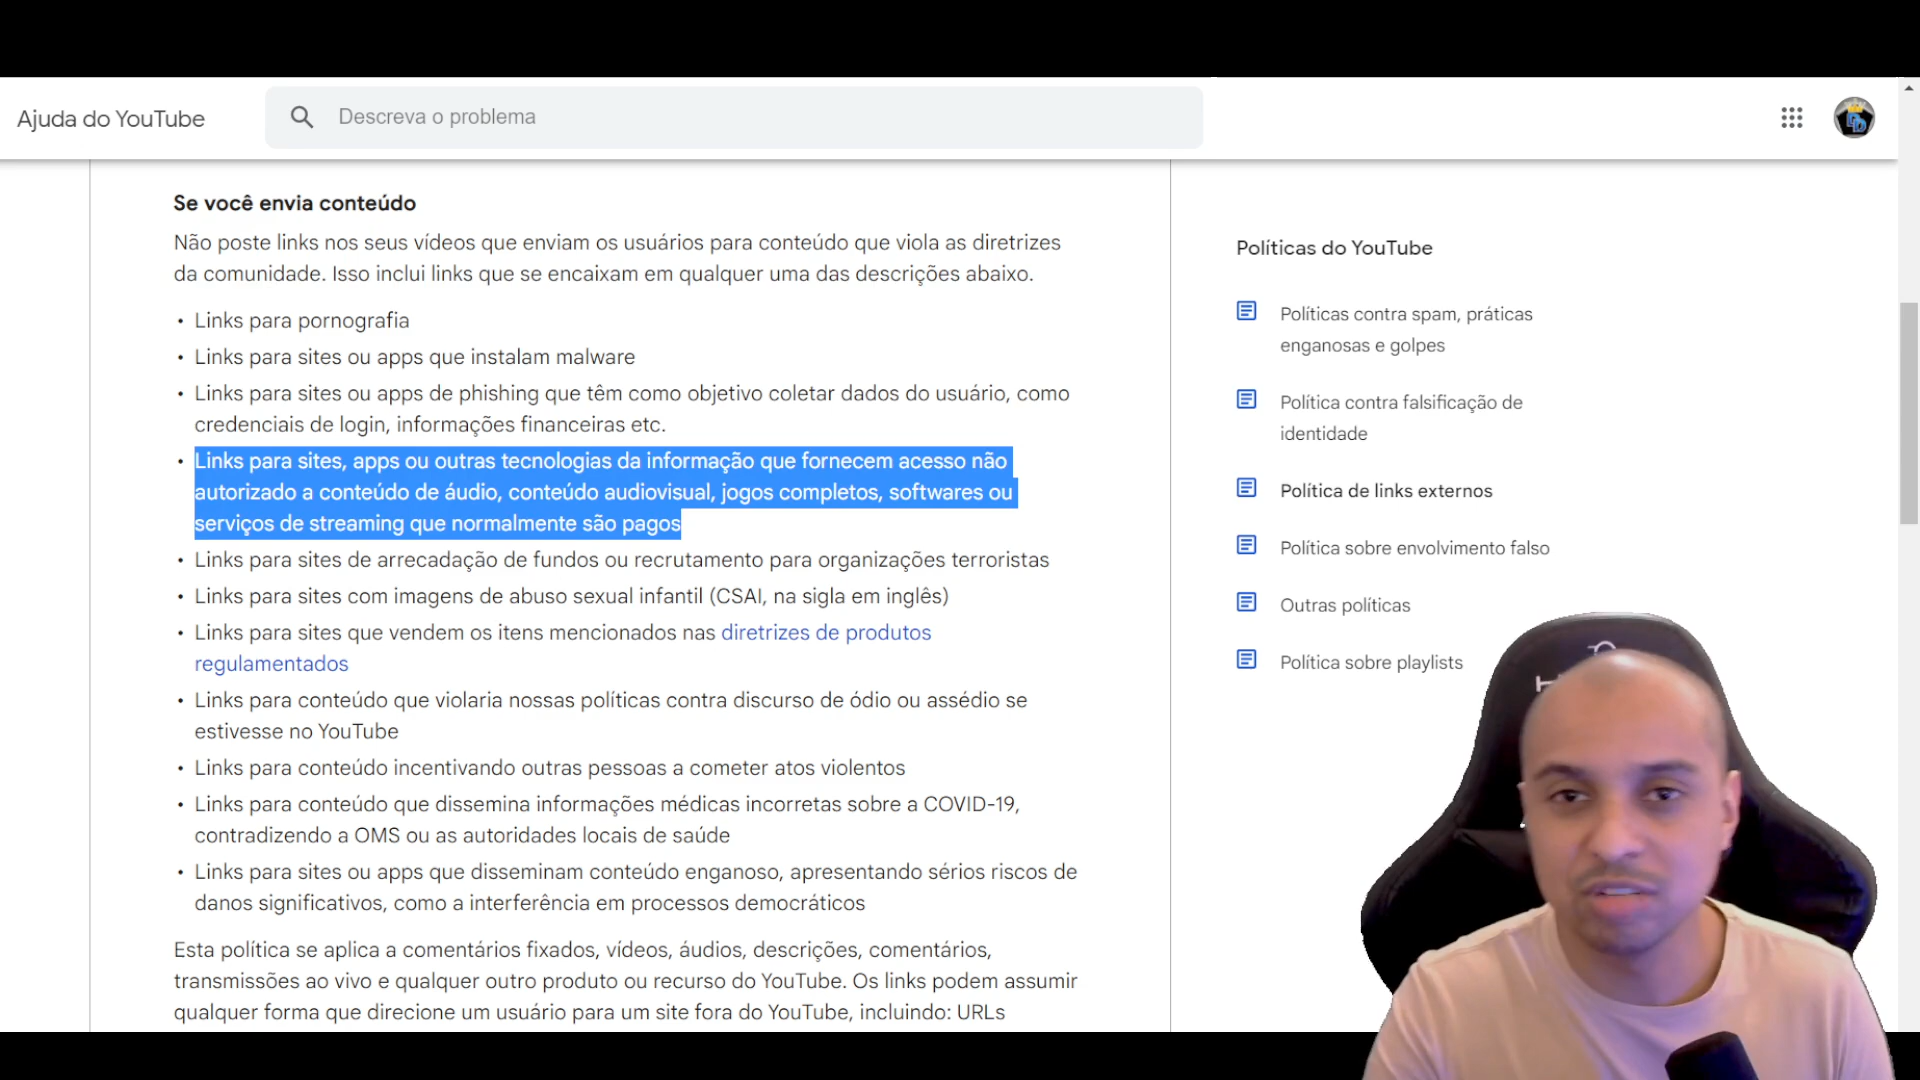 Ajuda do YouTube
Descreva o problema
Se você envia conteúdo
Não poste links nos seus vídeos que enviam os usuários para conteúdo que viola as diretrizes
da comunidade. Isso inclui links que se encaixam em qualquer uma das descrições abaixo.
• Links para pornografia
• Links para sites ou apps que instalam malware
• Links para sites ou apps de phishing que têm como objetivo coletar dados do usuário, como
credenciais de login, informações financeiras etc.
• Links para sites, apps ou outras tecnologias da informação que fornecem acesso não
autorizado a conteúdo de áudio, conteúdo audiovisual, jogos completos, softwares ou
serviços de streaming que normalmente são pagos
• Links para sites de arrecadação de fundos ou recrutamento para organizações terroristas
• Links para sites com imagens de abuso sexual infantil (CSAI, na sigla em inglês)
• Links para sites que vendem os itens mencionados nas diretrizes de produtos
regulamentados
• Links para conteúdo que violaria nossas políticas contra discurso de ódio ou assédio se
estivesse no YouTube
• Links para conteúdo incentivando outras pessoas a cometer atos violentos
• Links para conteúdo que dissemina informações médicas incorretas sobre a COVID-19,
contradizendo a OMS ou as autoridades locais de saúde
• Links para sites ou apps que disseminam conteúdo enganoso, apresentando sérios riscos de
danos significativos, como a interferência em processos democráticos
Esta política se aplica a comentários fixados, vídeos, áudios, descrições, comentários,
transmissões ao vivo e qualquer outro produto ou recurso do YouTube. Os links podem assumir
qualquer forma que direcione um usuário para um site fora do YouTube, incluindo: URLs
Políticas do YouTube
Políticas contra spam, práticas
enganosas e golpes
Política contra falsificação de
identidade
Política de links externos
Política sobre envolvimento falso
Outras políticas
Política sobre playlists